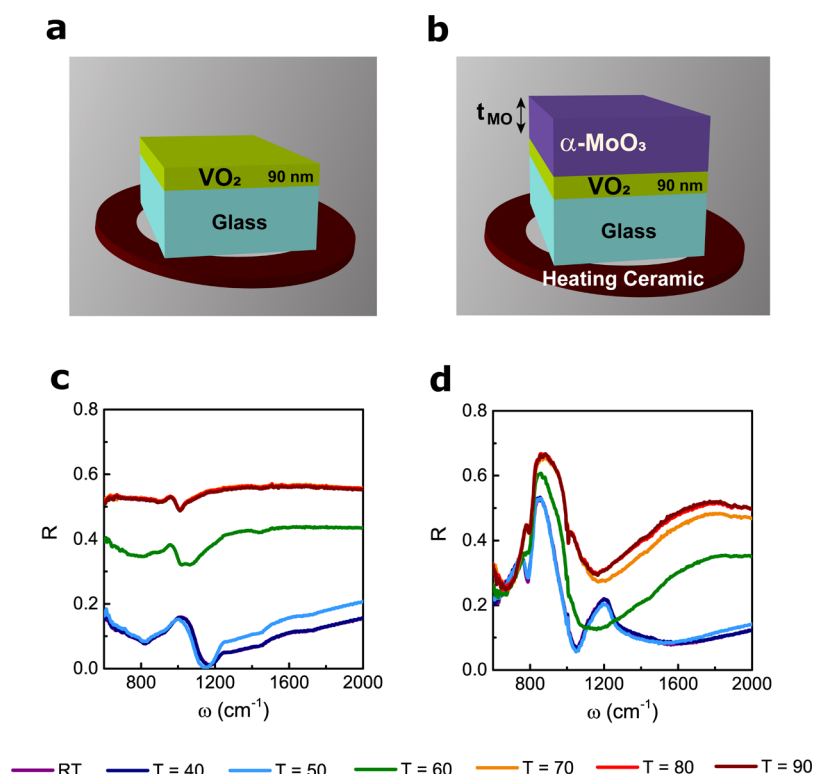 a
b
t MO
α-MoO₃
VO₂ 90 nm
VO₂ 90 nm
Glass
Glass
Heating Ceramic
c
d
0.8
0.6
0.4
0.2
0.0
R
800 1200 1600 2000
ω (cm⁻¹)
0.8
0.6
0.4
0.2
0.0
R
800 1200 1600 2000
ω (cm⁻¹)
RT T = 40 T = 50 T = 60 T = 70 T = 80 T = 90